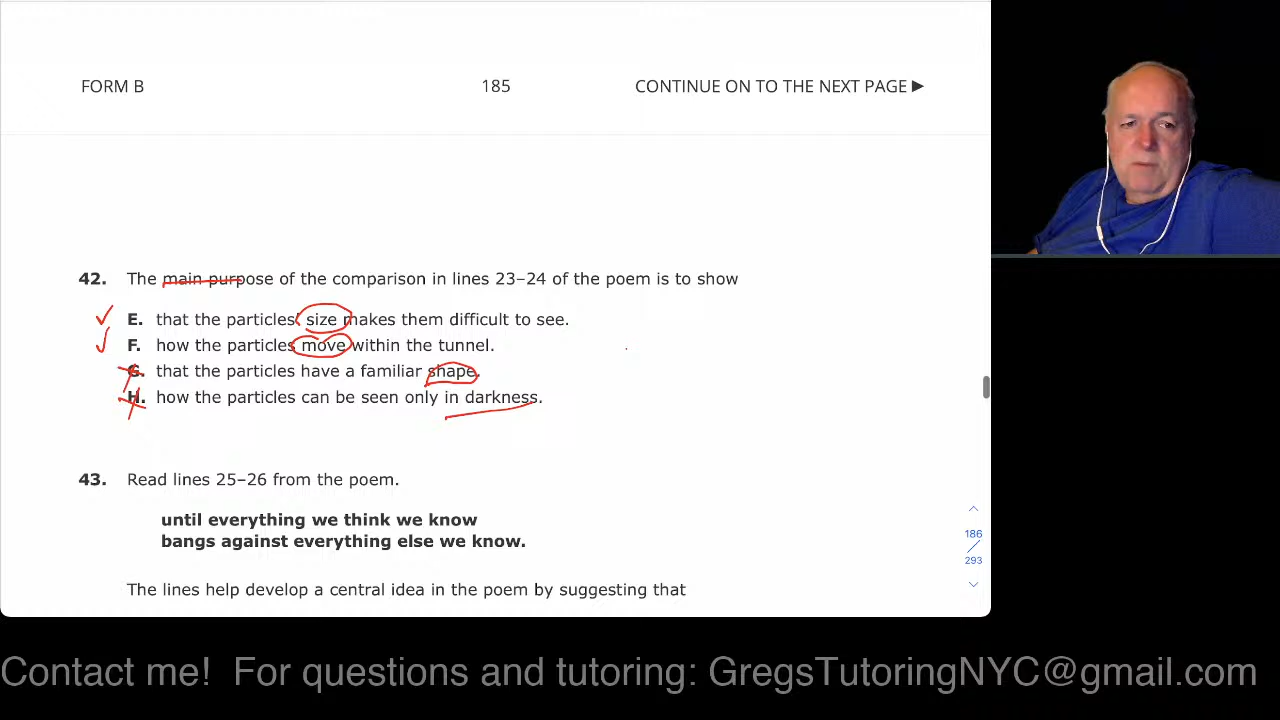 FORM B 185 CONTINUE ON TO THE NEXT PAGE ▶
42. The main purpose of the comparison in lines 23–24 of the poem is to show
E. that the particles' size makes them difficult to see.
F. how the particles move within the tunnel.
G. that the particles have a familiar shape.
H. how the particles can be seen only in darkness.
43. Read lines 25–26 from the poem.
until everything we think we know
bangs against everything else we know.
186
293
The lines help develop a central idea in the poem by suggesting that
Contact me! For questions and tutoring: GregsTutoringNYC@gmail.com